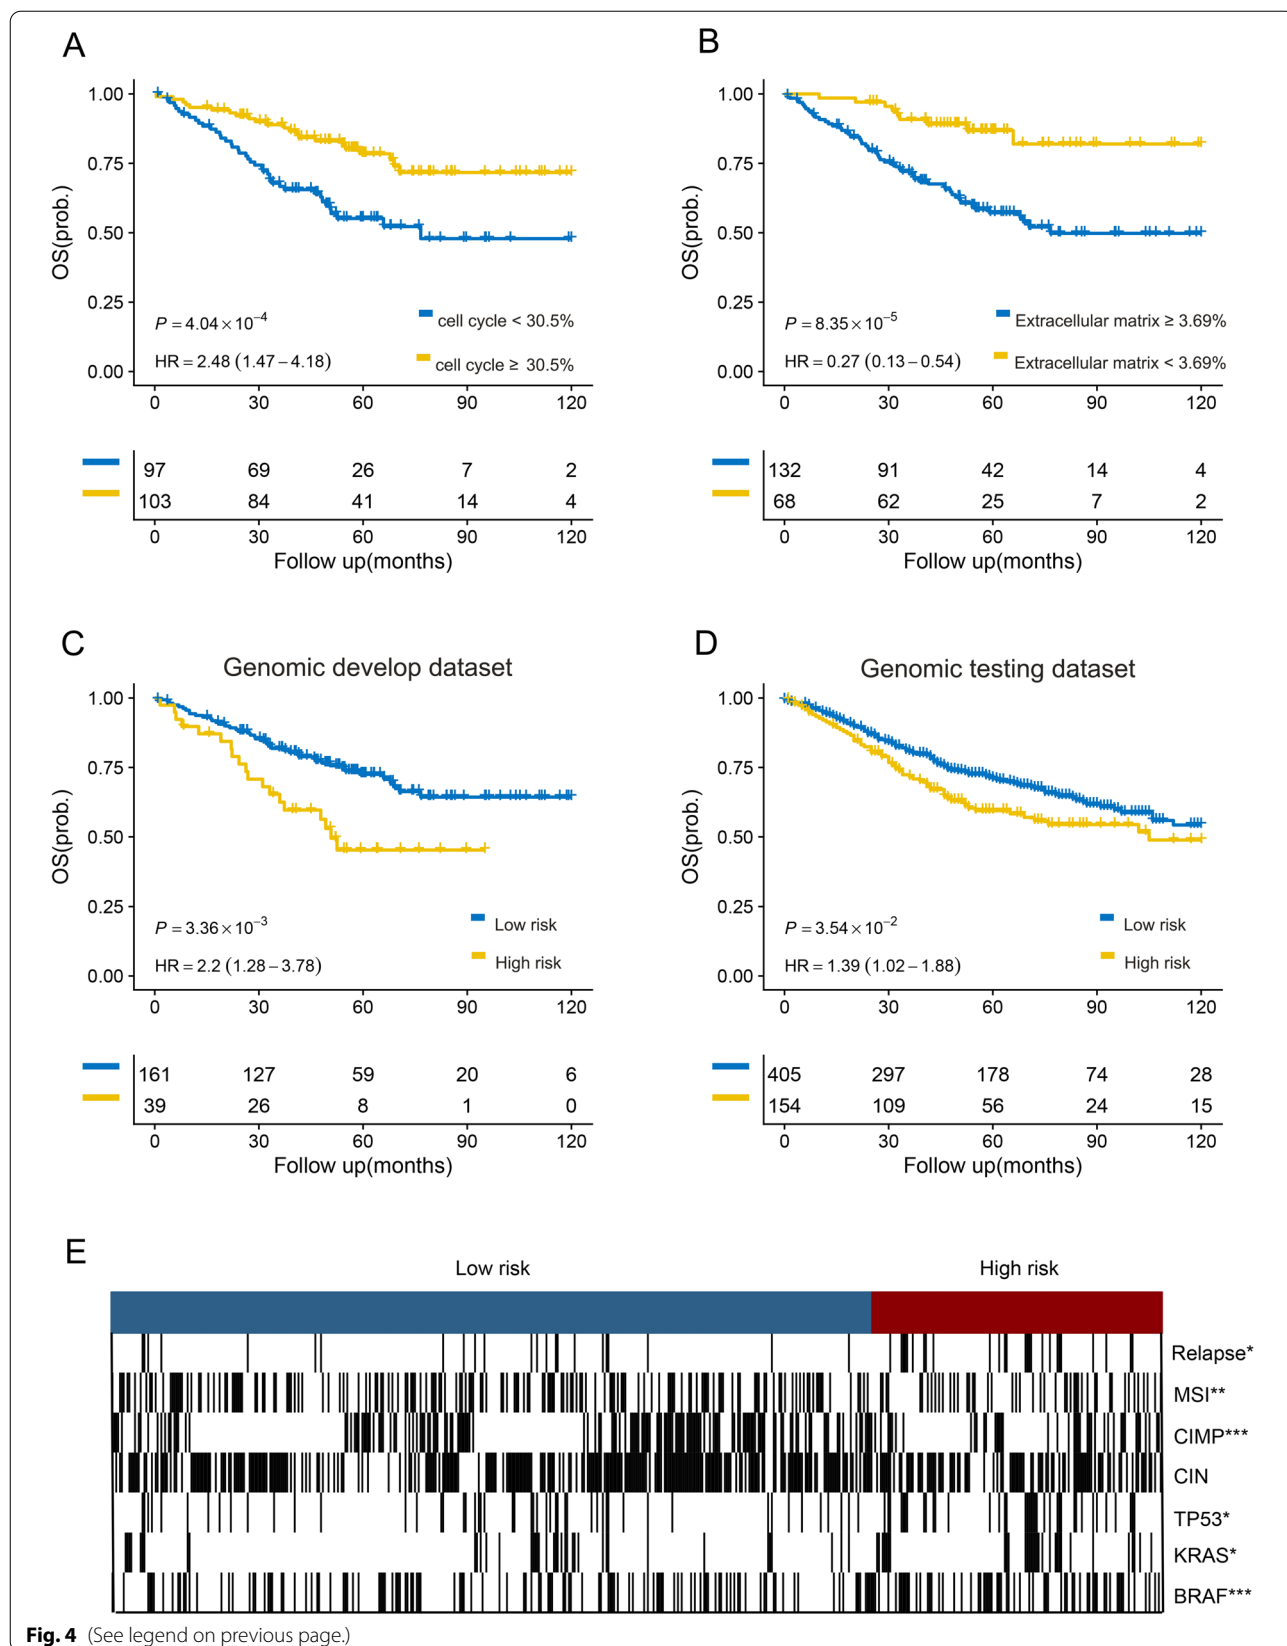 A
1.00
0.75
0.50
0.25
0.00
OS(prob.)
P = 4.04 × 10⁻⁴
HR = 2.48 (1.47 – 4.18)
cell cycle < 30.5%
cell cycle ≥ 30.5%
0 30 60 90 120
97 69 26 7 2
103 84 41 14 4
0 30 60 90 120
Follow up(months)
B
1.00
0.75
0.50
0.25
0.00
OS(prob.)
P = 8.35 × 10⁻⁵
HR = 0.27 (0.13 – 0.54)
Extracellular matrix ≥ 3.69%
Extracellular matrix < 3.69%
0 30 60 90 120
132 91 42 14 4
68 62 25 7 2
0 30 60 90 120
Follow up(months)
C
Genomic develop dataset
1.00
0.75
0.50
0.25
0.00
OS(prob.)
P = 3.36 × 10⁻³
HR = 2.2 (1.28 – 3.78)
Low risk
High risk
0 30 60 90 120
161 127 59 20 6
39 26 8 1 0
0 30 60 90 120
Follow up(months)
D
Genomic testing dataset
1.00
0.75
0.50
0.25
0.00
OS(prob.)
P = 3.54 × 10⁻²
HR = 1.39 (1.02 – 1.88)
Low risk
High risk
0 30 60 90 120
405 297 178 74 28
154 109 56 24 15
0 30 60 90 120
Follow up(months)
E
Low risk High risk
Relapse*
MSI**
CIMP***
CIN
TP53*
KRAS*
BRAF***
Fig. 4 (See legend on previous page.)